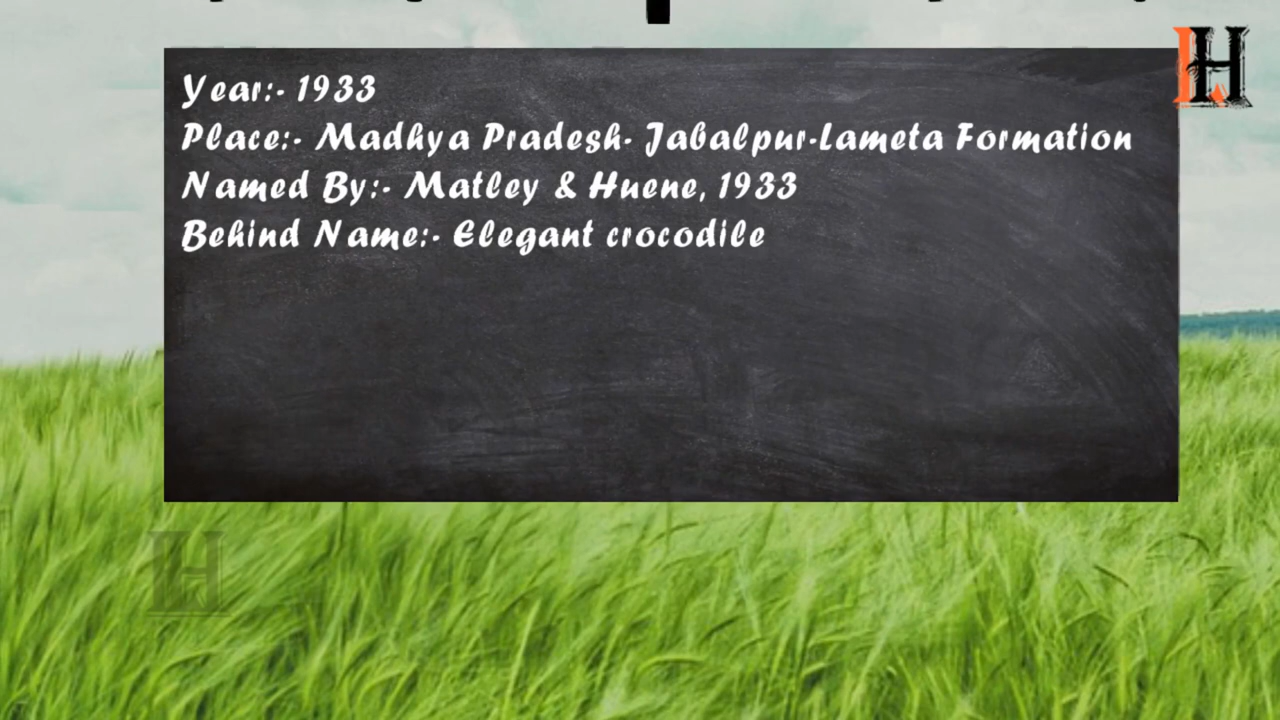 Year:- 1933
Place:- Madhya Pradesh- Jabalpur-Lameta Formation
Named By:- Matley & Huene, 1933
Behind Name:- Elegant crocodile